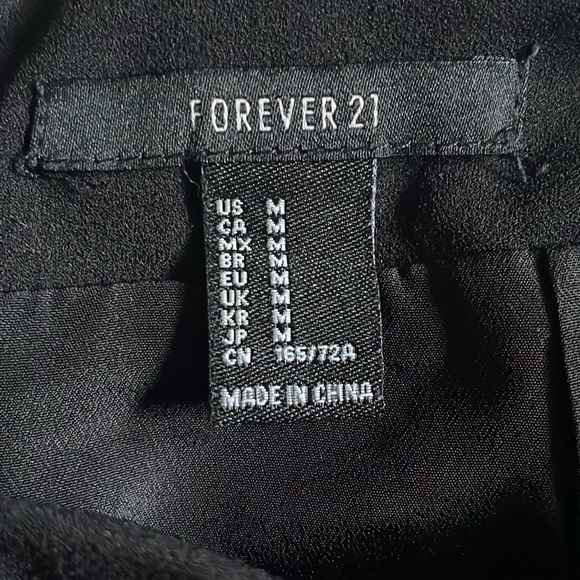 FOREVER 21
US M
CA M
MX M
BR M
EU M
UK M
KR M
JP M
CN 165/72A
MADE IN CHINA